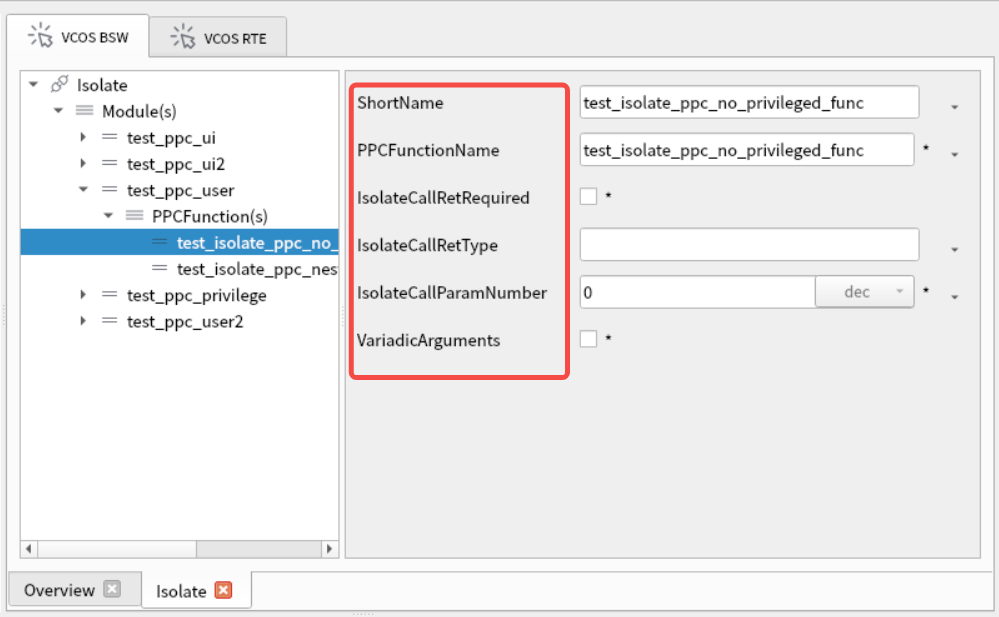 VCOS BSW
VCOS RTE
Isolate
Module(s)
test_ppc_ui
test_ppc_ui2
test_ppc_user
PPCFunction(s)
test_isolate_ppc_no_
test_isolate_ppc_nes
test_ppc_privilege
test_ppc_user2
ShortName
test_isolate_ppc_no_privileged_func
PPCFunctionName
test_isolate_ppc_no_privileged_func *
IsolateCallRetRequired
*
IsolateCallRetType
IsolateCallParamNumber
0 dec *
VariadicArguments
*
Overview
Isolate